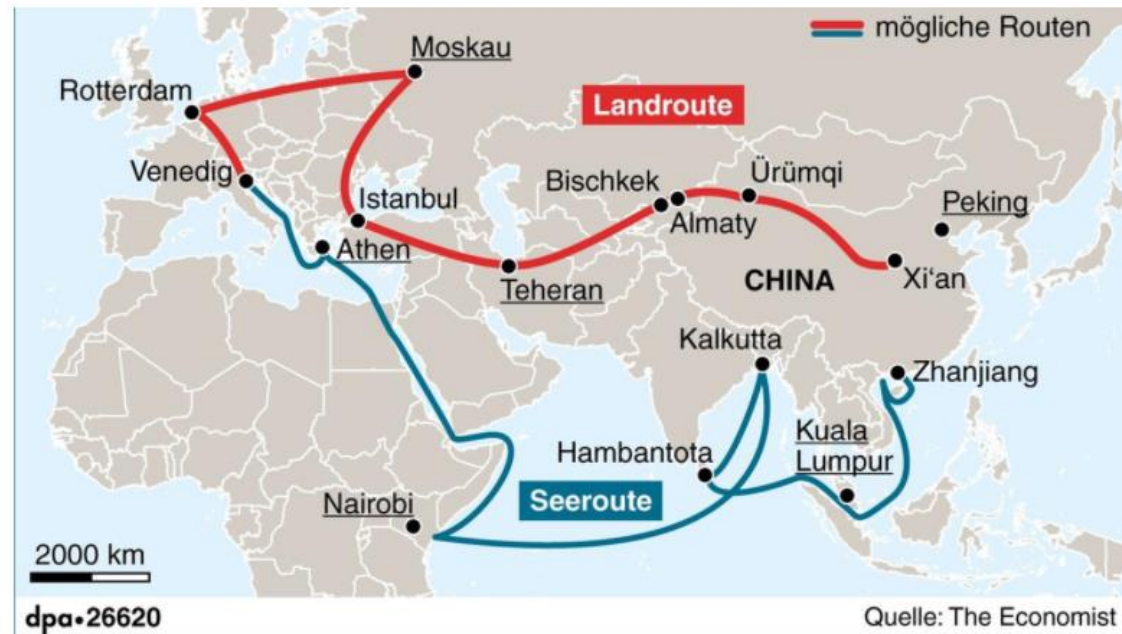 mögliche Routen
Moskau
Rotterdam
Landroute
Venedig
Bischkek
Ürümqi
Istanbul
Almaty
Peking
Athen
Teheran
CHINA
Xi‘an
Kalkutta
Zhanjiang
Hambantota
Kuala
Lumpur
Nairobi
Seeroute
2000 km
dpa•26620
Quelle: The Economist